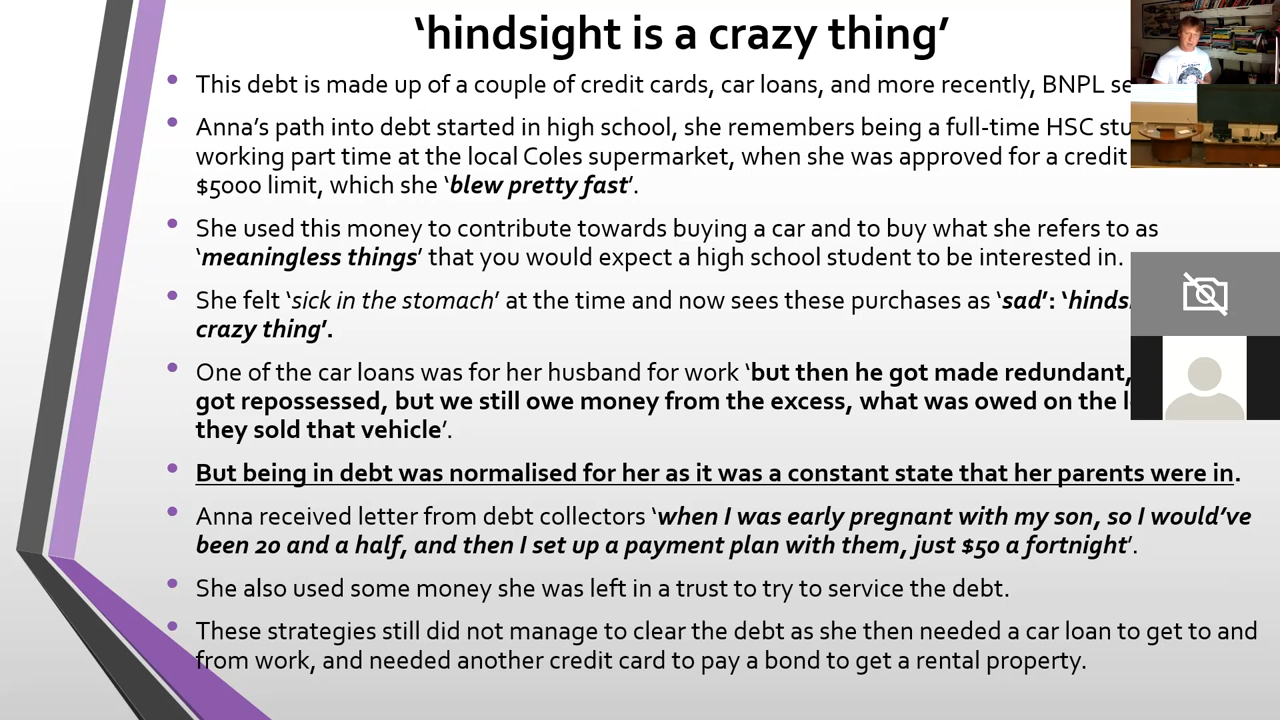 ‘hindsight is a crazy thing’
• This debt is made up of a couple of credit cards, car loans, and more recently, BNPL
• Anna’s path into debt started in high school, she remembers being a full-time HSC
working part time at the local Coles supermarket, when she was approved for a credit
$5000 limit, which she ‘blew pretty fast’.
• She used this money to contribute towards buying a car and to buy what she refers to as
‘meaningless things’ that you would expect a high school student to be interested in.
• She felt ‘sick in the stomach’ at the time and now sees these purchases as ‘sad’:
crazy thing’.
• One of the car loans was for her husband for work ‘but then he got made redundant,
got repossessed, but we still owe money from the excess, what was owed on the
they sold that vehicle’.
• But being in debt was normalised for her as it was a constant state that her parents were in.
• Anna received letter from debt collectors ‘when I was early pregnant with my son, so I would’ve
been 20 and a half, and then I set up a payment plan with them, just $50 a fortnight’.
• She also used some money she was left in a trust to try to service the debt.
• These strategies still did not manage to clear the debt as she then needed a car loan to get to and
from work, and needed another credit card to pay a bond to get a rental property.